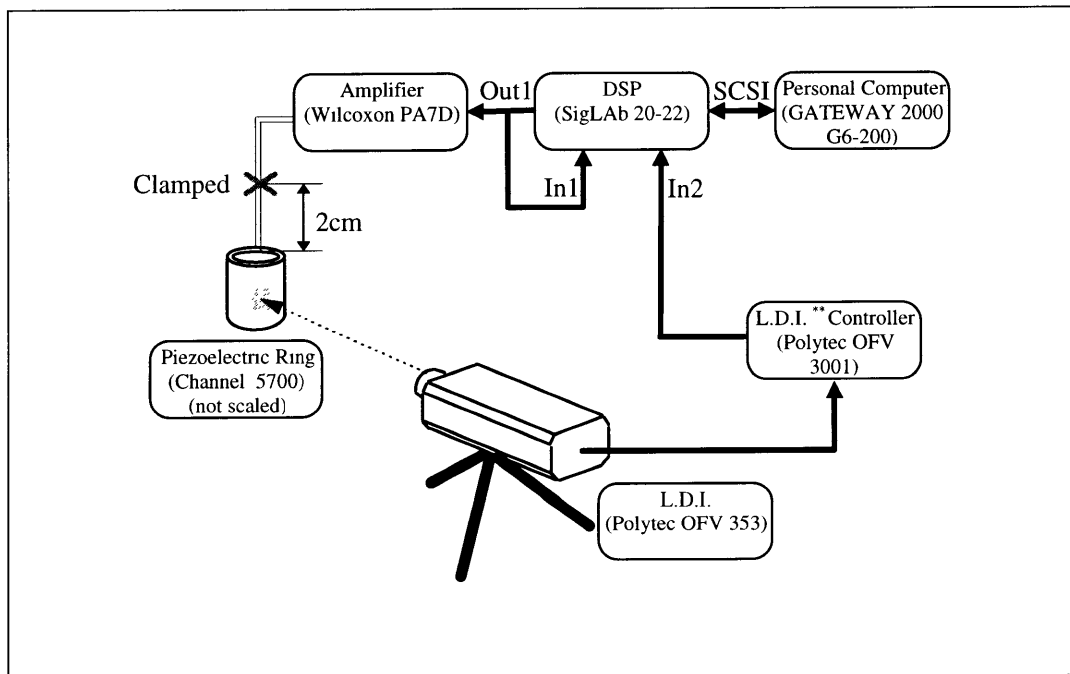 Amplifier
(Wilcoxon PA7D)
Out1
DSP
(SigLAb 20-22)
SCSI
Personal Computer
(GATEWAY 2000
G6-200)
Clamped
In1
In2
2cm
L.D.I. ** Controller
(Polytec OFV
3001)
Piezoelectric Ring
(Channel 5700)
(not scaled)
L.D.I.
(Polytec OFV 353)